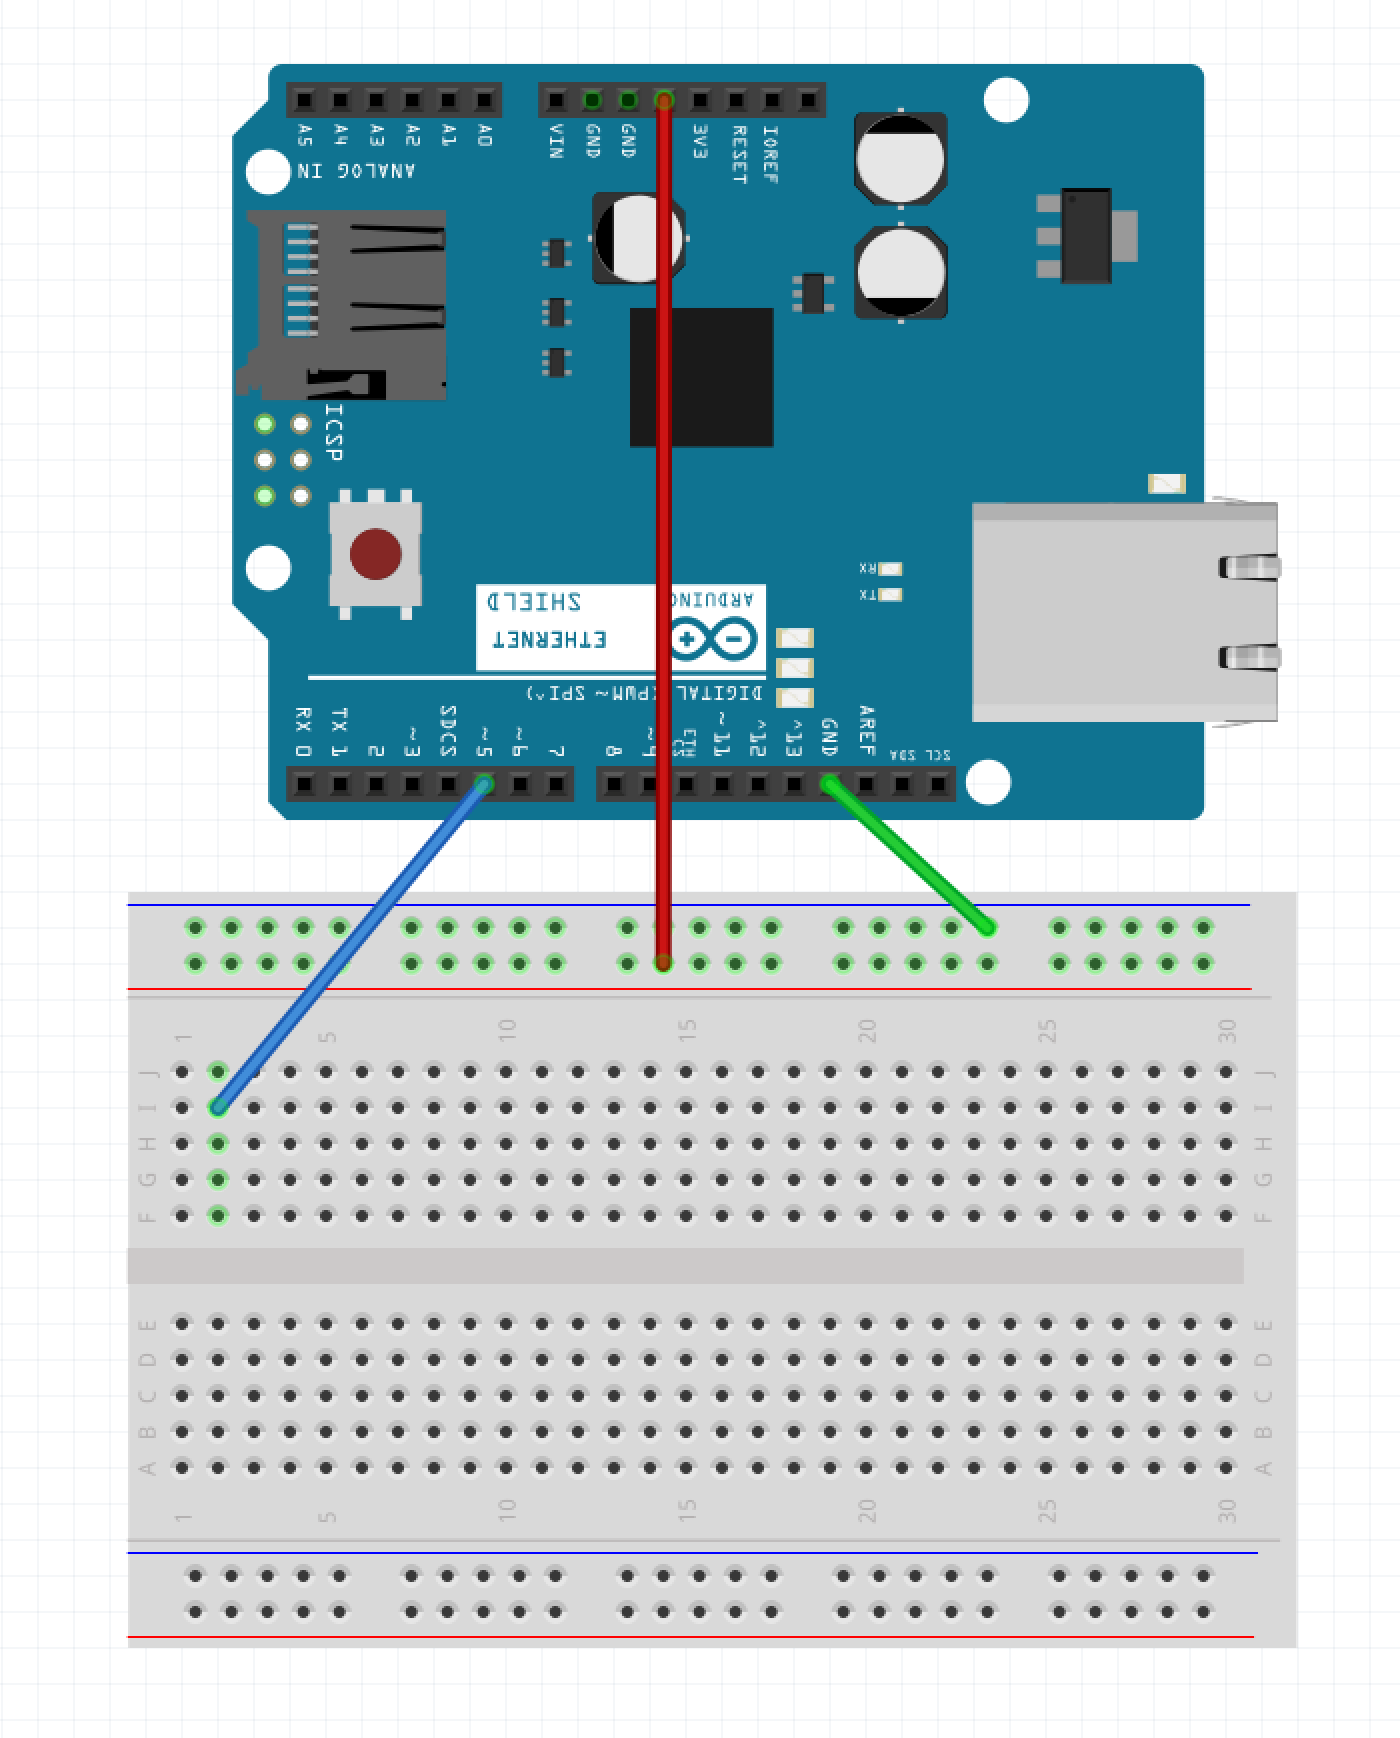 A5 A4 A3 A2 A1 A0 VIN GND GND 3V3 RESET IOREF
ANALOG IN
ICSP
RX
TX
ARDUINO
ETHERNET
SHIELD
DIGITAL (PWM~ SPI^)
RX 0 TX 1 2 ~3 SDCS ~5 ~6 7 8 ~9 ETH CS ~11 ^12 ^13 GND AREF SDA SCL
1 5 10 15 20 25 30
J J
I I
H H
G G
F F
E E
D D
C C
B B
A A
1 5 10 15 20 25 30